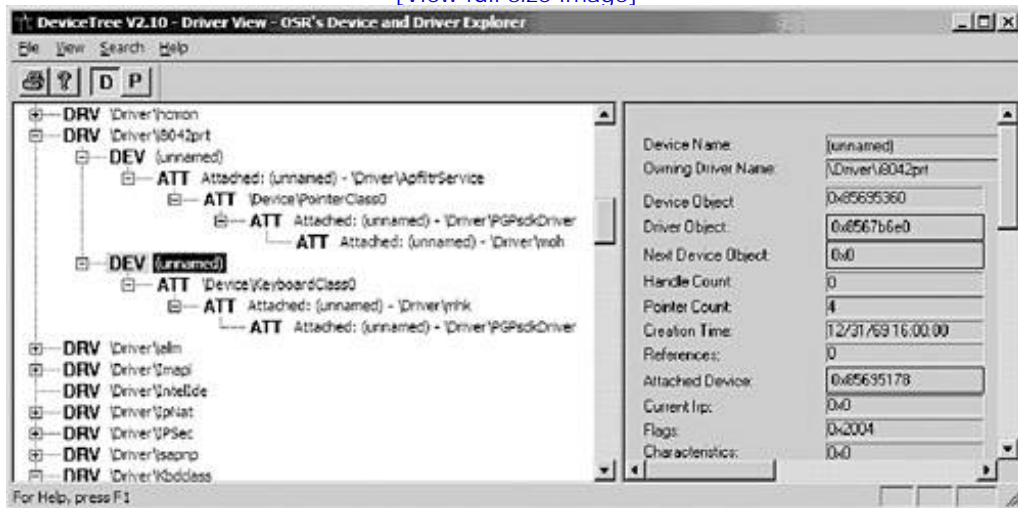 [View full size image]
DeviceTree V2.10 - Driver View - OSR's Device and Driver Explorer
File View Search Help
D P
DRV \Driver\hcmon
DRV \Driver\i8042prt
DEV (unnamed)
ATT Attached: (unnamed) - \Driver\ApfiltrService
ATT \Device\PointerClass0
ATT Attached: (unnamed) - \Driver\PGPsdkDriver
ATT Attached: (unnamed) - \Driver\moh
DEV (unnamed)
ATT \Device\KeyboardClass0
ATT Attached: (unnamed) - \Driver\mhk
ATT Attached: (unnamed) - \Driver\PGPsdkDriver
DRV \Driver\ialm
DRV \Driver\Imapi
DRV \Driver\IntelIde
DRV \Driver\IpNat
DRV \Driver\IPSec
DRV \Driver\isapnp
DRV \Driver\Kbdclass
Device Name: (unnamed)
Owning Driver Name: \Driver\i8042prt
Device Object 0x85695360
Driver Object: 0x8567b6e0
Next Device Object: 0x0
Handle Count 0
Pointer Count: 4
Creation Time: 12/31/69 16:00:00
References: 0
Attached Device: 0x85695178
Current Irp: 0x0
Flags: 0x2004
Characteristics: 0x0
For Help, press F1